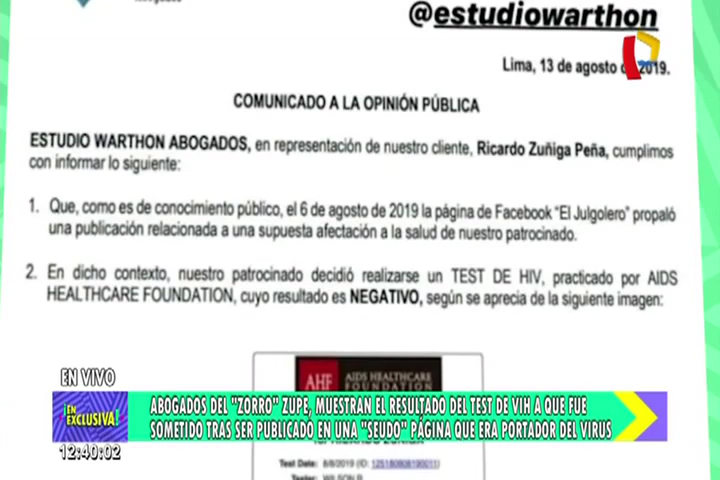 @estudiowarthon
Lima, 13 de agosto 2019.
COMUNICADO A LA OPINIÓN PÚBLICA
ESTUDIO WARTHON ABOGADOS, en representación de nuestro cliente, Ricardo Zuñiga Peña, cumplimos
con informar lo siguiente:
1. Que, como es de conocimiento público, el 6 de agosto de 2019 la página de Facebook "El Julgolero" propaló
una publicación relacionada a una supuesta afectación a la salud de nuestro patrocinado.
2. En dicho contexto, nuestro patrocinado decidió realizarse un TEST DE HIV, practicado por AIDS
HEALTHCARE FOUNDATION, cuyo resultado es NEGATIVO, según se aprecia de la siguiente imagen:
AHF AIDS HEALTHCARE
FOUNDATION
EN VIVO
¡EN
EXCLUSIVA!
ABOGADOS DEL "ZORRO" ZUPE, MUESTRAN EL RESULTADO DEL TEST DE VIH A QUE FUE
SOMETIDO TRAS SER PUBLICADO EN UNA "SEUDO" PÁGINA QUE ERA PORTADOR DEL VIRUS
12:40:02
Test Date: 8/8/2019 (ID: